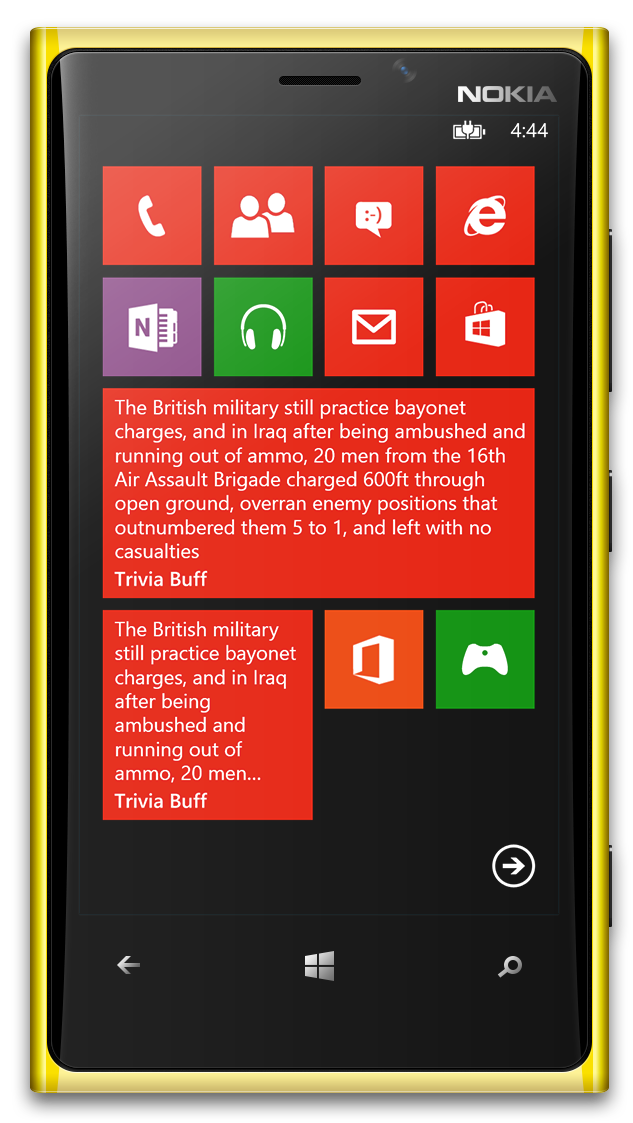 NOKIA
4:44
:-)
N
The British military still practice bayonet
charges, and in Iraq after being ambushed and
running out of ammo, 20 men from the 16th
Air Assault Brigade charged 600ft through
open ground, overran enemy positions that
outnumbered them 5 to 1, and left with no
casualties
Trivia Buff
The British military
still practice bayonet
charges, and in Iraq
after being
ambushed and
running out of
ammo, 20 men...
Trivia Buff